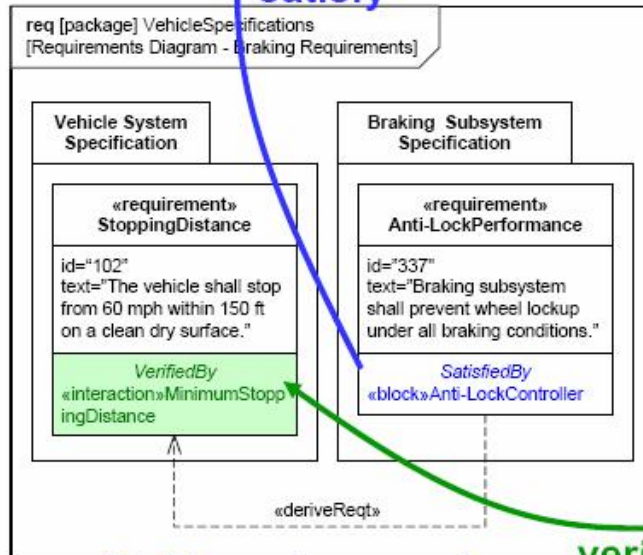 satisfy
req [package] VehicleSpecifications
[Requirements Diagram - Braking Requirements]
Vehicle System
Specification
Braking Subsystem
Specification
«requirement»
StoppingDistance
id="102"
text="The vehicle shall stop
from 60 mph within 150 ft
on a clean dry surface."
VerifiedBy
«interaction»MinimumStopp
ingDistance
«requirement»
Anti-LockPerformance
id="337"
text="Braking subsystem
shall prevent wheel lockup
under all braking conditions."
SatisfiedBy
«block»Anti-LockController
«deriveReqt»